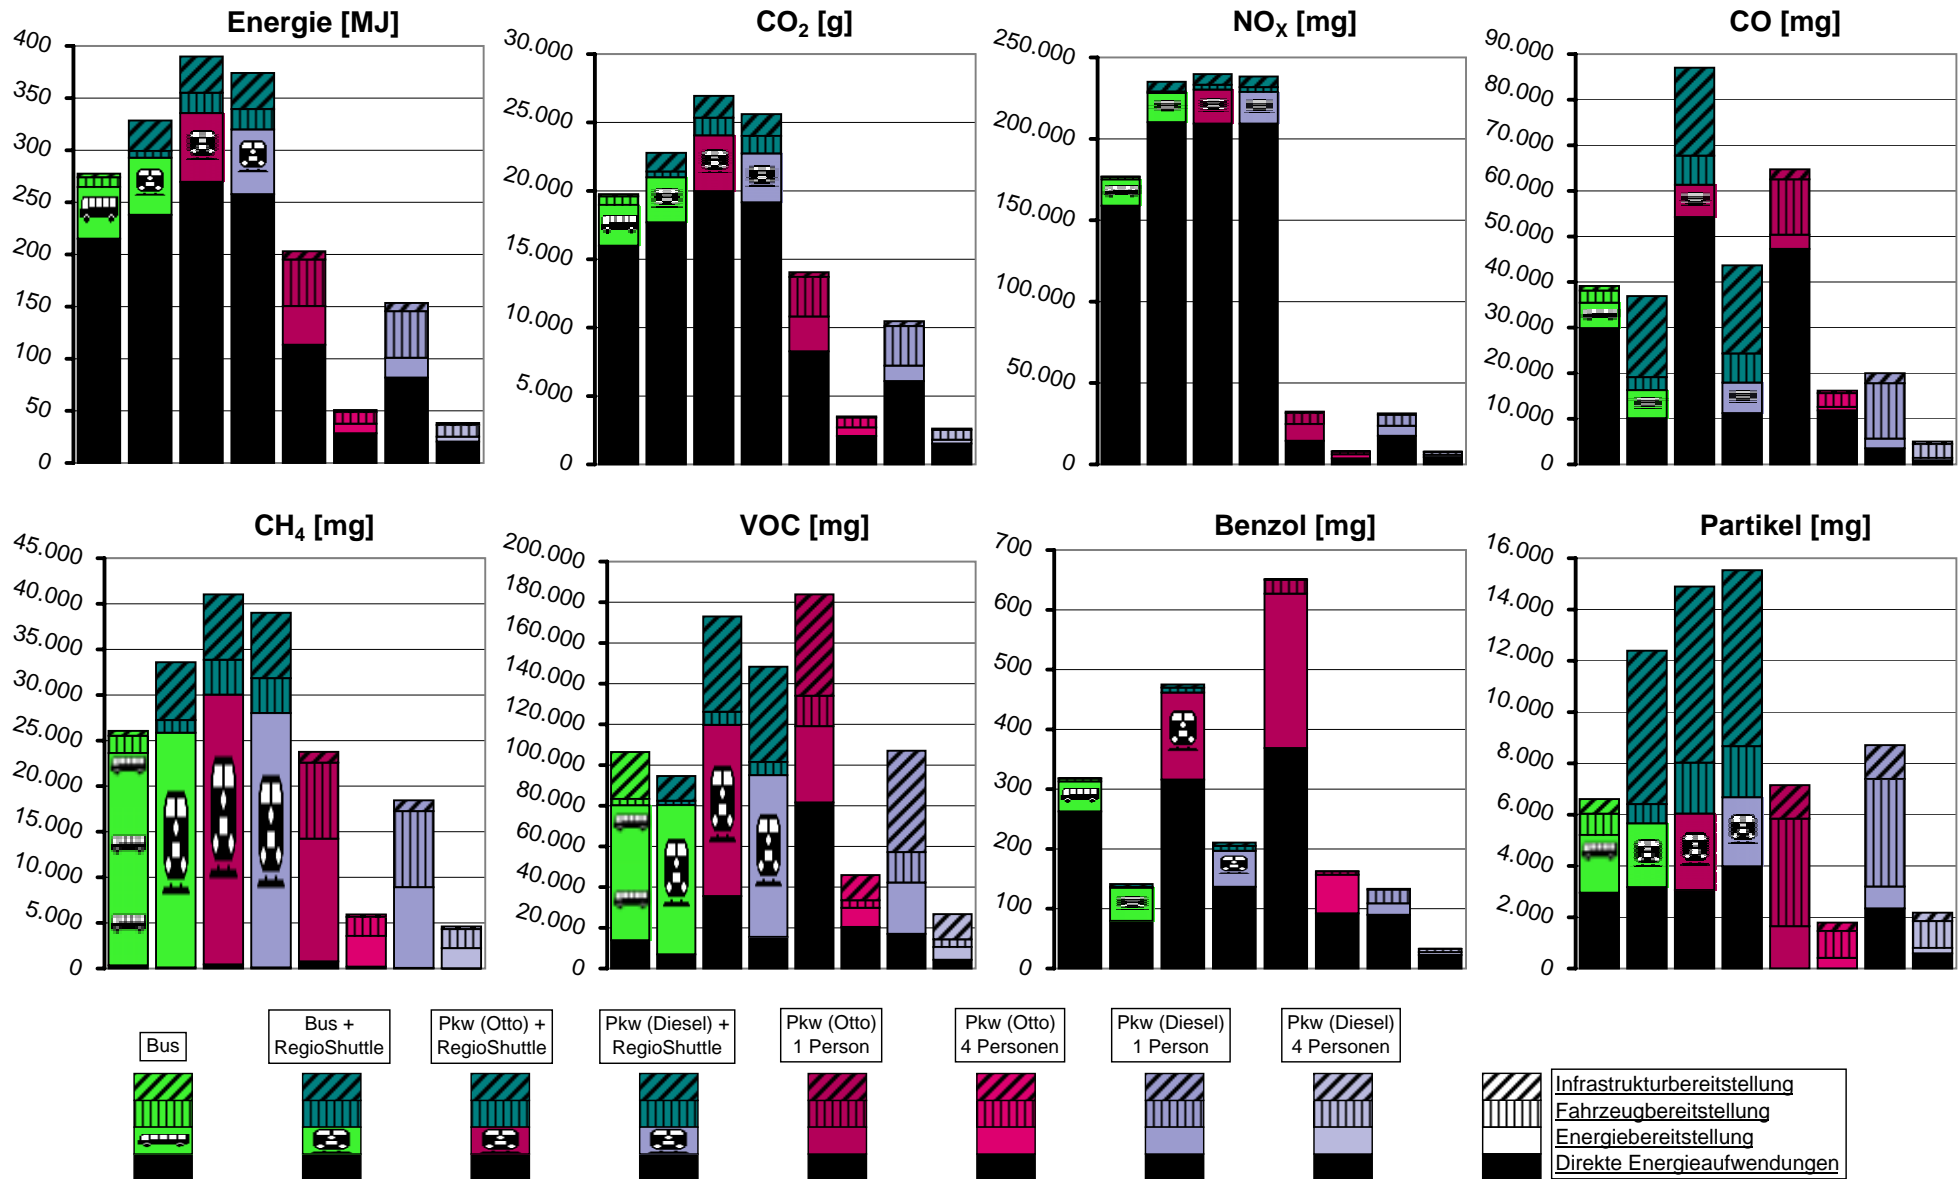 Energie [MJ]
400
350
300
250
200
150
100
50
0
CO2 [g]
30.000
25.000
20.000
15.000
10.000
5.000
0
NOX [mg]
250.000
200.000
150.000
100.000
50.000
0
CO [mg]
90.000
80.000
70.000
60.000
50.000
40.000
30.000
20.000
10.000
0
CH4 [mg]
45.000
40.000
35.000
30.000
25.000
20.000
15.000
10.000
5.000
0
VOC [mg]
200.000
180.000
160.000
140.000
120.000
100.000
80.000
60.000
40.000
20.000
0
Benzol [mg]
700
600
500
400
300
200
100
0
Partikel [mg]
16.000
14.000
12.000
10.000
8.000
6.000
4.000
2.000
0
Bus
Bus +
RegioShuttle
Pkw (Otto) +
RegioShuttle
Pkw (Diesel) +
RegioShuttle
Pkw (Otto)
1 Person
Pkw (Otto)
4 Personen
Pkw (Diesel)
1 Person
Pkw (Diesel)
4 Personen
Infrastrukturbereitstellung
Fahrzeugbereitstellung
Energiebereitstellung
Direkte Energieaufwendungen